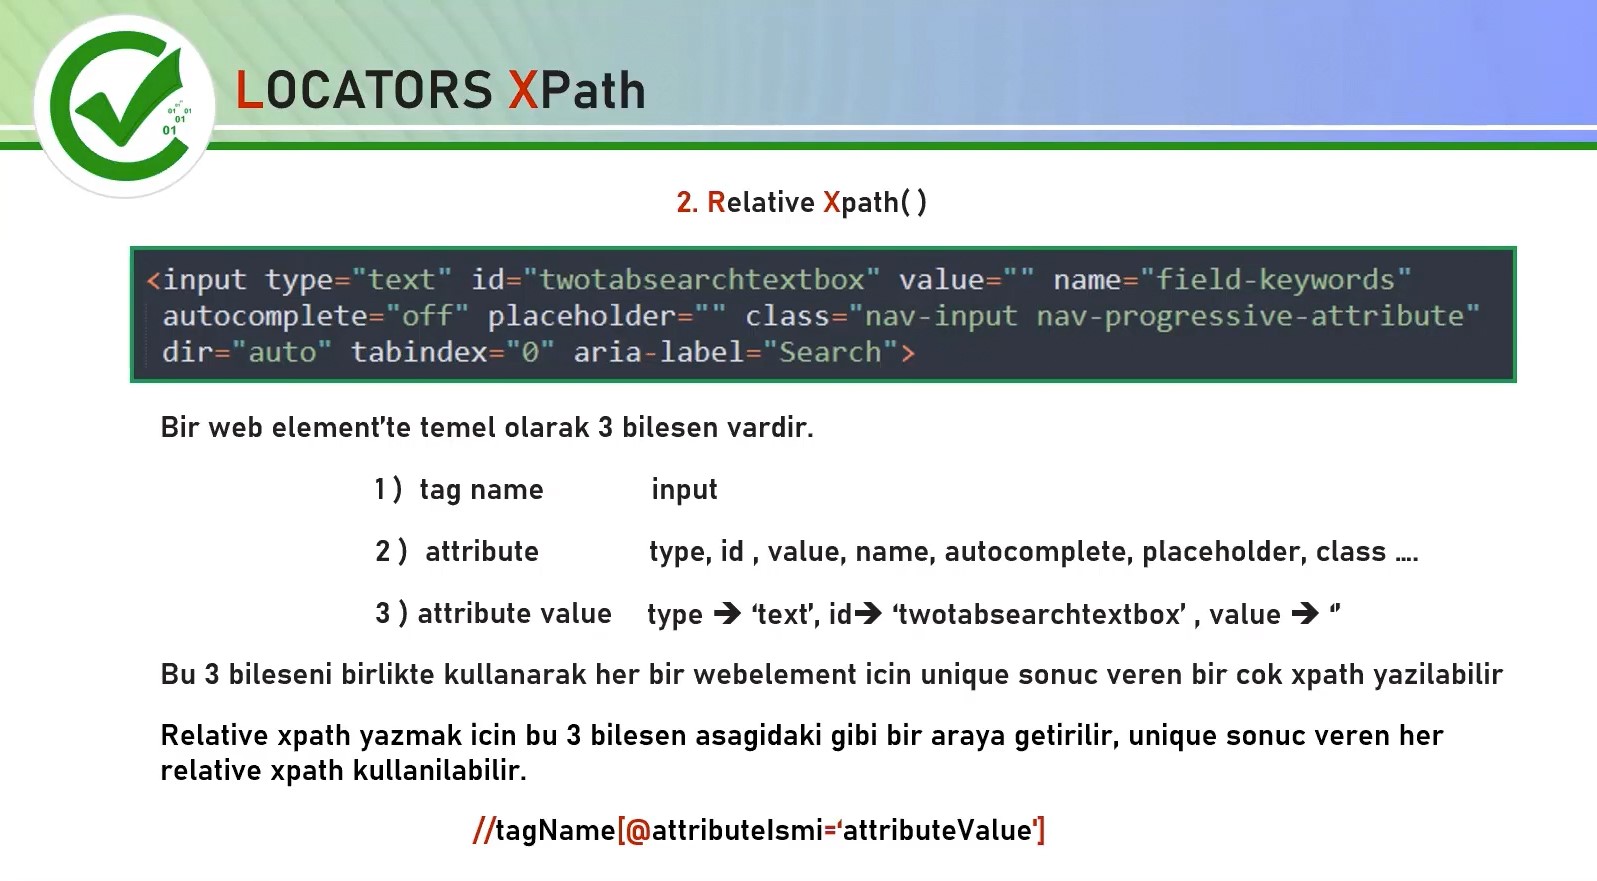 LOCATORS XPath
01 01
01
01
2. Relative Xpath( )
<input type="text" id="twotabsearchtextbox" value="" name="field-keywords"
autocomplete="off" placeholder="" class="nav-input nav-progressive-attribute"
dir="auto" tabindex="0" aria-label="Search">
Bir web element'te temel olarak 3 bilesen vardir.
1 ) tag name input
2 ) attribute type, id , value, name, autocomplete, placeholder, class ....
3 ) attribute value type ➔ ‘text’, id➔ ‘twotabsearchtextbox’ , value ➔ ‘’
Bu 3 bileseni birlikte kullanarak her bir webelement icin unique sonuc veren bir cok xpath yazilabilir
Relative xpath yazmak icin bu 3 bilesen asagidaki gibi bir araya getirilir, unique sonuc veren her
relative xpath kullanilabilir.
//tagName[@attributeIsmi=‘attributeValue']